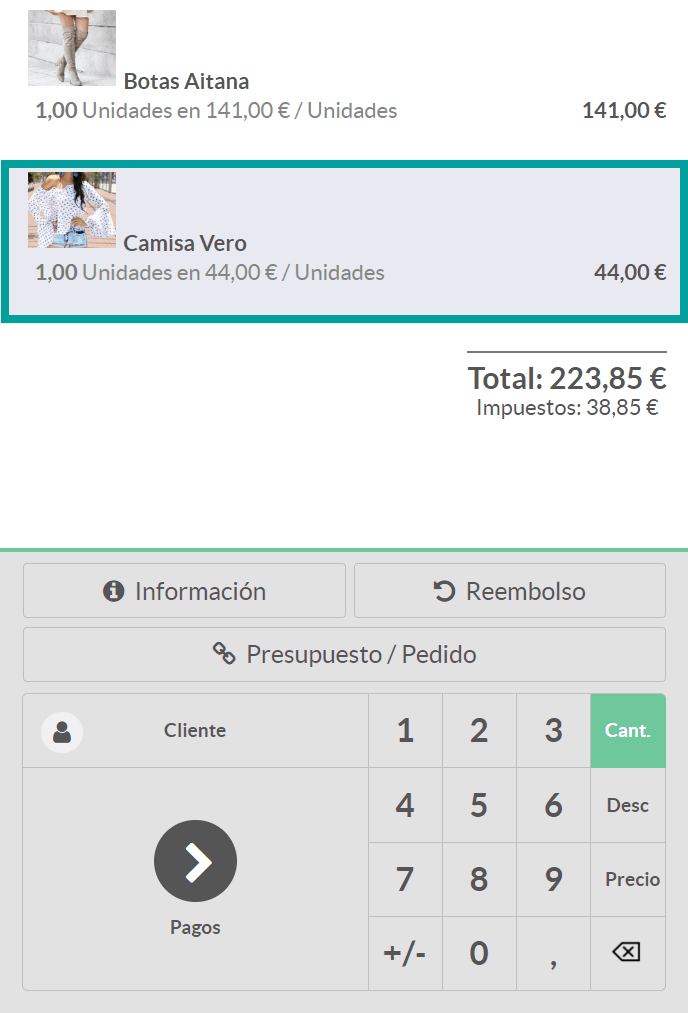 Botas Aitana
1,00 Unidades en 141,00 € / Unidades 141,00 €
Camisa Vero
1,00 Unidades en 44,00 € / Unidades 44,00 €
Total: 223,85 €
Impuestos: 38,85 €
Información Reembolso
Presupuesto / Pedido
Cliente 1 2 3 Cant.
4 5 6 Desc
7 8 9 Precio
Pagos
+/- 0 ,